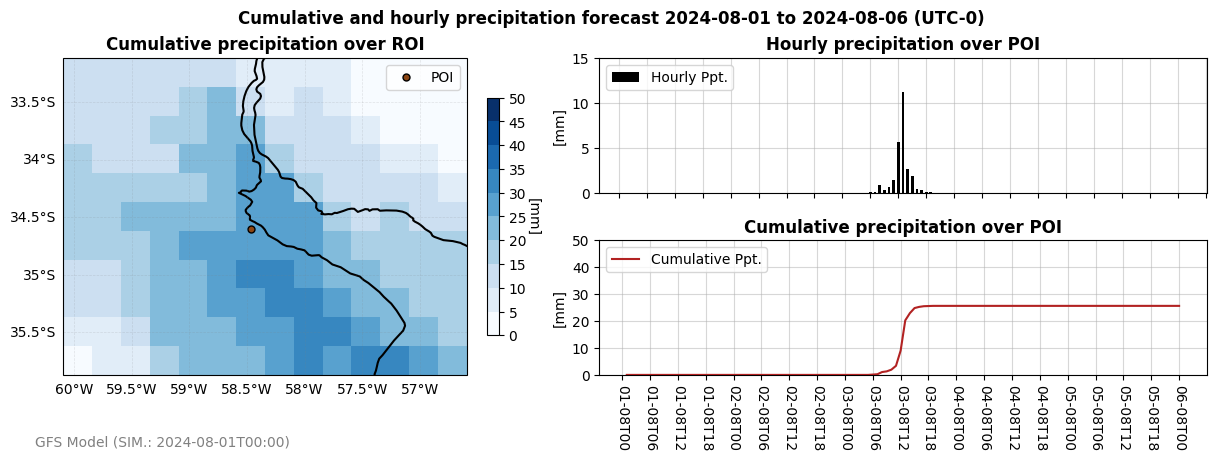 Cumulative and hourly precipitation forecast 2024-08-01 to 2024-08-06 (UTC-0)
Cumulative precipitation over ROI
POI
33.5°S
34°S
34.5°S
35°S
35.5°S
60°W
59.5°W
59°W
58.5°W
58°W
57.5°W
57°W
50
45
40
35
30
25
20
15
10
5
0
[mm]
Hourly precipitation over POI
Hourly Ppt.
15
10
5
0
[mm]
Cumulative precipitation over POI
Cumulative Ppt.
50
40
30
20
10
0
[mm]
01-08T00
01-08T06
01-08T12
01-08T18
02-08T00
02-08T06
02-08T12
02-08T18
03-08T00
03-08T06
03-08T12
03-08T18
04-08T00
04-08T06
04-08T12
04-08T18
05-08T00
05-08T06
05-08T12
05-08T18
06-08T00
GFS Model (SIM.: 2024-08-01T00:00)